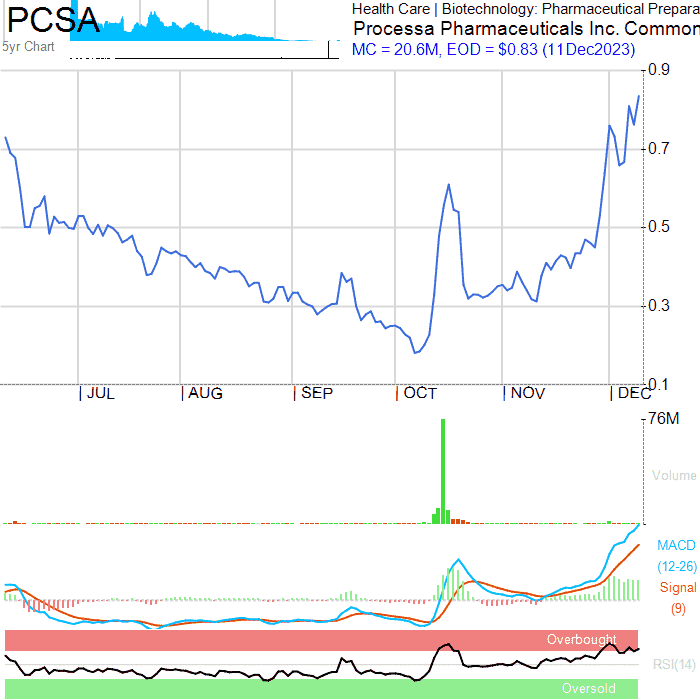 PCSA
5yr Chart
Health Care | Biotechnology: Pharmaceutical Prepara
Processa Pharmaceuticals Inc. Common
MC = 20.6M, EOD = $0.83 (11Dec2023)
0.9
0.7
0.5
0.3
0.1
| JUL | AUG | SEP | OCT | NOV | DEC
76M
Volume
MACD
(12-26)
Signal
(9)
Overbought
RSI(14)
Oversold